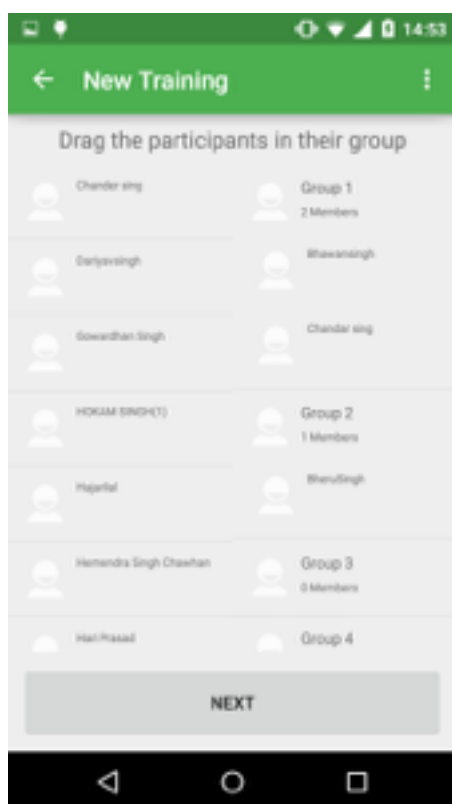 14:53
New Training
Drag the participants in their group
Chander sing
Dariyavsingh
Gowardhan Singh
HOKAM SINGH(1)
Hajarilal
Hemendra Singh Chawhan
Hari Prasad
Group 1
2 Members
Bhawansingh
Chandar sing
Group 2
1 Members
BheruSingh
Group 3
0 Members
Group 4
NEXT